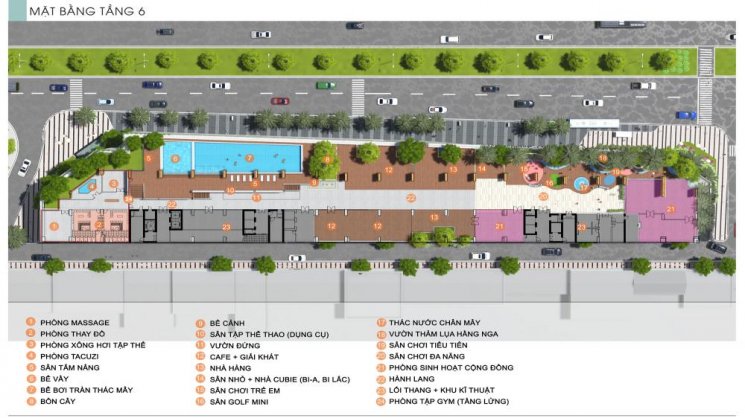 MẶT BẰNG TẦNG 6
1 PHÒNG MASSAGE
2 PHÒNG THAY ĐỒ
3 PHÒNG XÔNG HƠI TẬP THỂ
4 PHÒNG TACUZI
5 SÂN TẮM NẮNG
6 BỂ VẦY
7 BỂ BƠI TRÀN THÁC MÂY
8 BỒN CÂY
9 BỂ CẢNH
10 SÂN TẬP THỂ THAO (DỤNG CỤ)
11 VƯỜN ĐỨNG
12 CAFE + GIẢI KHÁT
13 NHÀ HÀNG
14 SÂN NHỎ + NHÀ CUBIE (BI-A, BI LẮC)
15 SÂN CHƠI TRẺ EM
16 SÂN GOLF MINI
17 THÁC NƯỚC CHÂN MÂY
18 VƯỜN THẢM LỤA HẰNG NGA
19 SÂN CHƠI TIỂU TIÊN
20 SÂN CHƠI ĐA NĂNG
21 PHÒNG SINH HOẠT CỘNG ĐỒNG
22 HÀNH LANG
23 LÕI THANG + KHU KĨ THUẬT
24 PHÒNG TẬP GYM (TẦNG LỬNG)